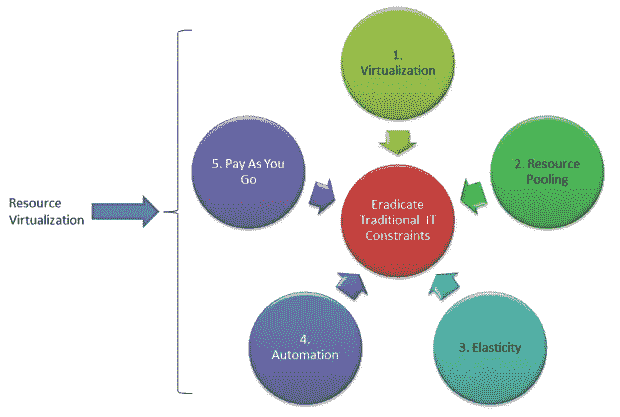 1.
Virtualization
5. Pay As You
Go
2. Resource
Pooling
Resource
Virtualization
Eradicate
Traditional IT
Constraints
4.
Automation
3. Elasticity